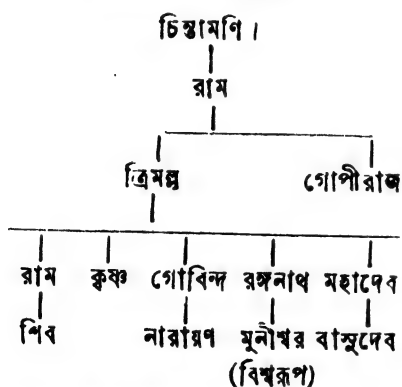 চিন্তামণি।
রাম
ত্রিমল্ল গোপীরাজ
রাম কৃষ্ণ গোবিন্দ রঙ্গনাথ মহাদেব
শিব নারায়ণ মুনীশ্বর বাসুদেব
(বিশ্বরূপ)